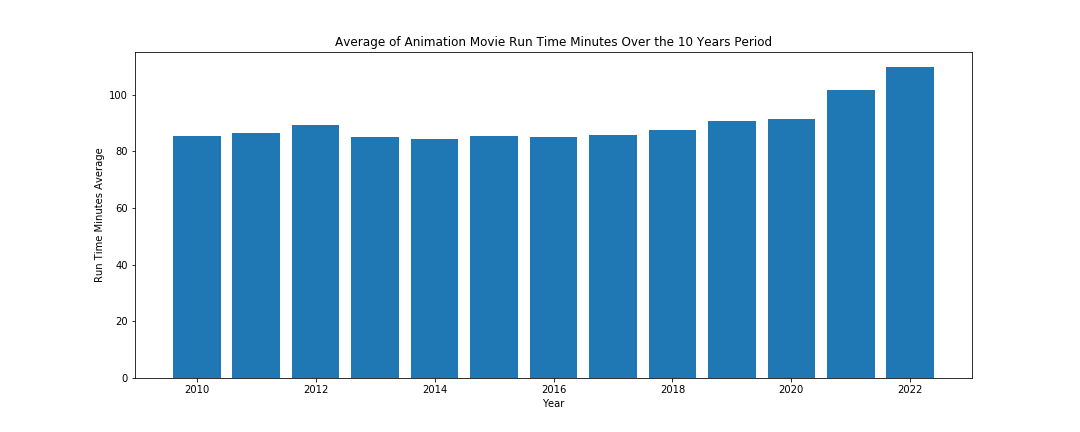 Average of Animation Movie Run Time Minutes Over the 10 Years Period
Run Time Minutes Average
100
80
60
40
20
0
2010 2012 2014 2016 2018 2020 2022
Year